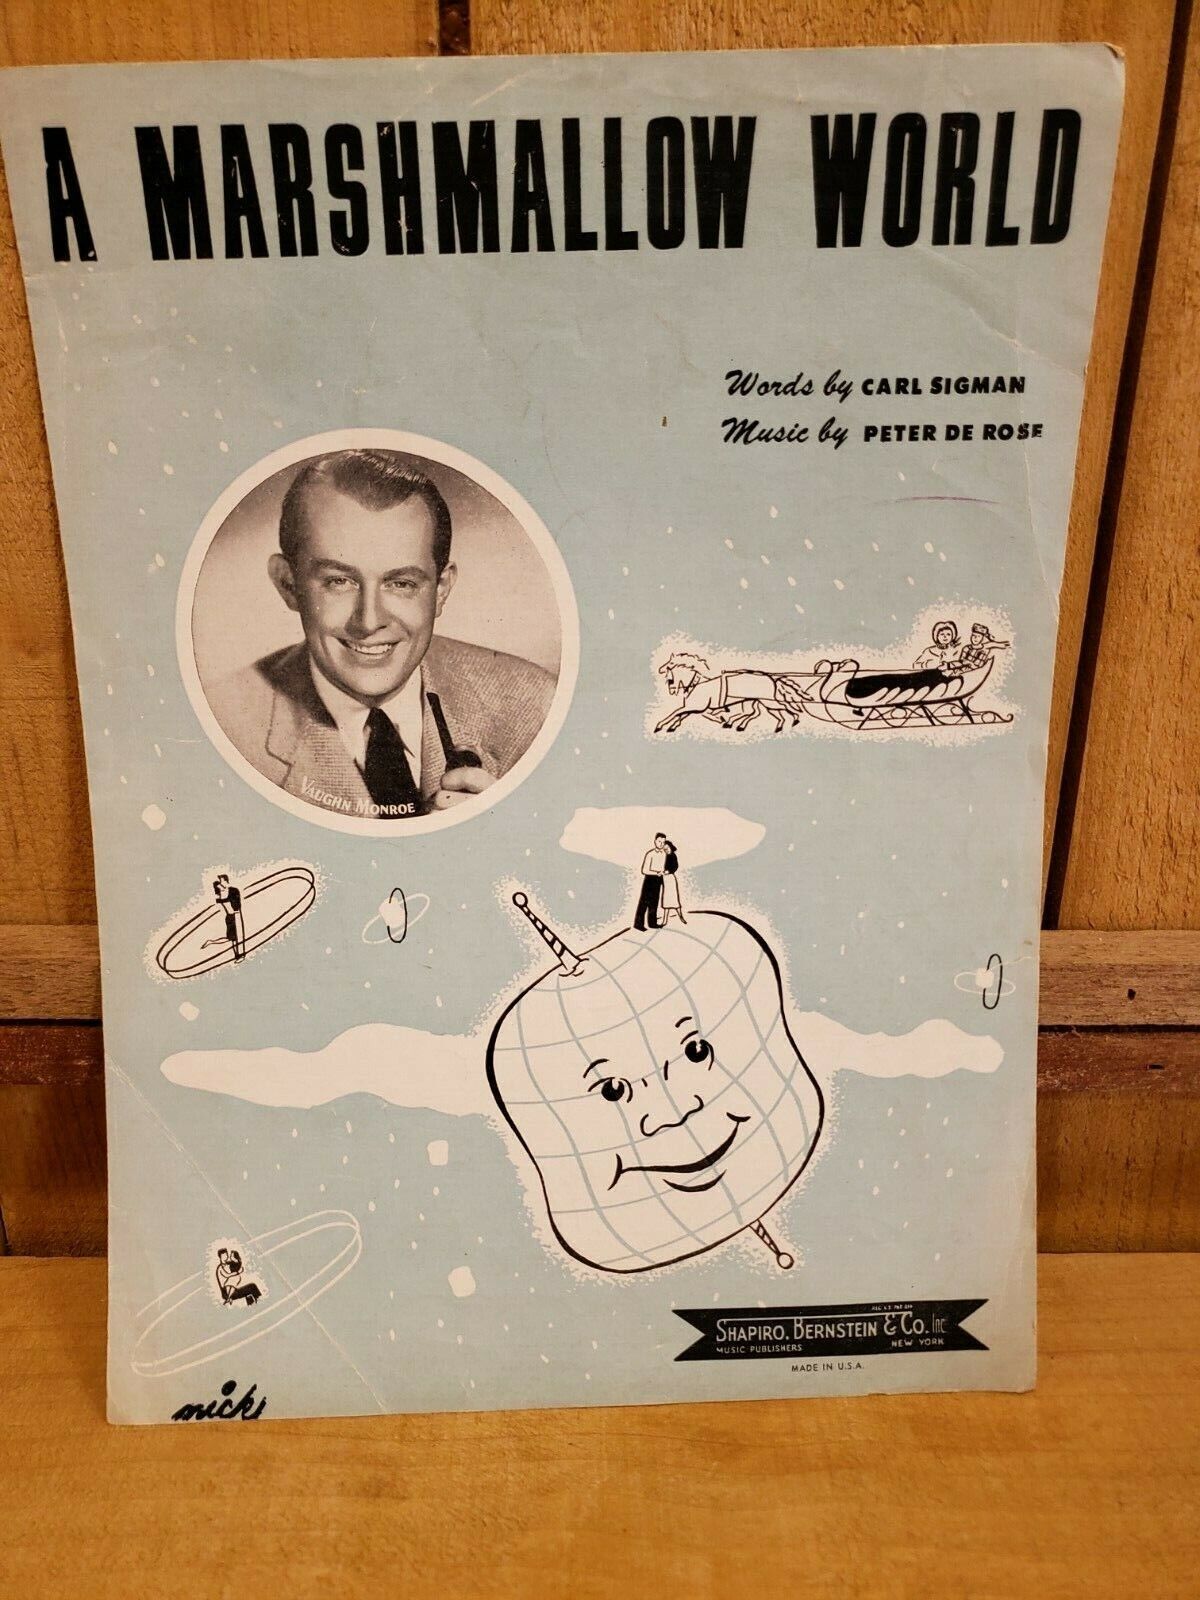 A MARSHMALLOW WORLD
Words by CARL SIGMAN
Music by PETER DE ROSE
VAUGHN MONROE
SHAPIRO, BERNSTEIN & CO. Inc
MUSIC PUBLISHERS NEW YORK
MADE IN U.S.A.
nick